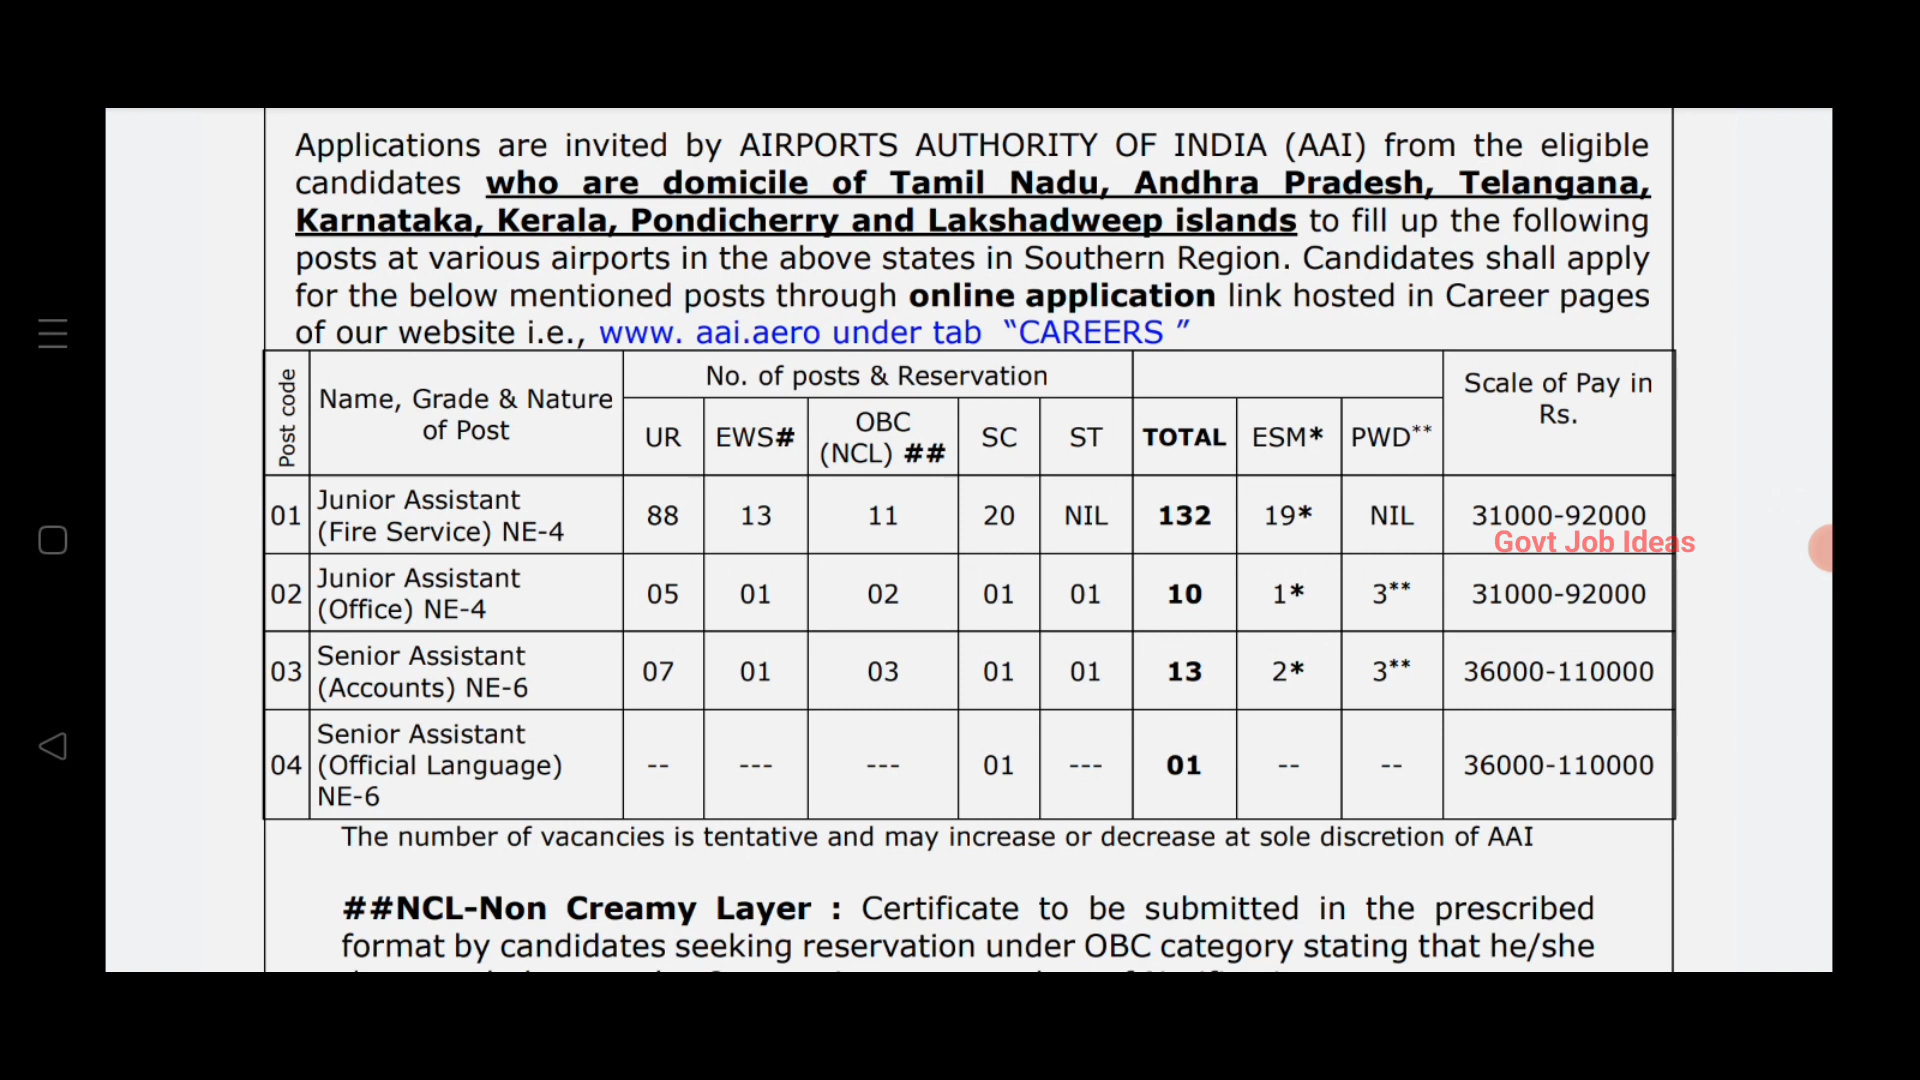 Applications are invited by AIRPORTS AUTHORITY OF INDIA (AAI) from the eligible
candidates who are domicile of Tamil Nadu, Andhra Pradesh, Telangana,
Karnataka, Kerala, Pondicherry and Lakshadweep islands to fill up the following
posts at various airports in the above states in Southern Region. Candidates shall apply
for the below mentioned posts through online application link hosted in Career pages
of our website i.e., www. aai.aero under tab “CAREERS ”
Post code
Name, Grade & Nature
of Post
No. of posts & Reservation
Scale of Pay in
Rs.
UR EWS# OBC
(NCL) ## SC ST TOTAL ESM* PWD**
01 Junior Assistant
(Fire Service) NE-4 88 13 11 20 NIL 132 19* NIL 31000-92000
Govt Job Ideas
02 Junior Assistant
(Office) NE-4 05 01 02 01 01 10 1* 3** 31000-92000
03 Senior Assistant
(Accounts) NE-6 07 01 03 01 01 13 2* 3** 36000-110000
04 Senior Assistant
(Official Language)
NE-6 -- --- --- 01 --- 01 -- -- 36000-110000
The number of vacancies is tentative and may increase or decrease at sole discretion of AAI
##NCL-Non Creamy Layer : Certificate to be submitted in the prescribed
format by candidates seeking reservation under OBC category stating that he/she